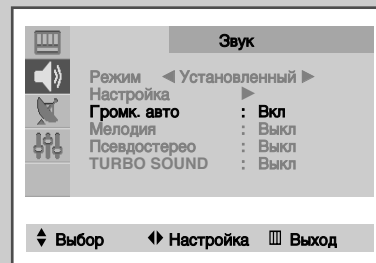 Звук
Режим ◀ Установленный ▶
Настройка ▶
Громк. авто : Вкл
Мелодия : Выкл
Псевдостерео : Выкл
TURBO SOUND : Выкл
Выбор Настройка Выход